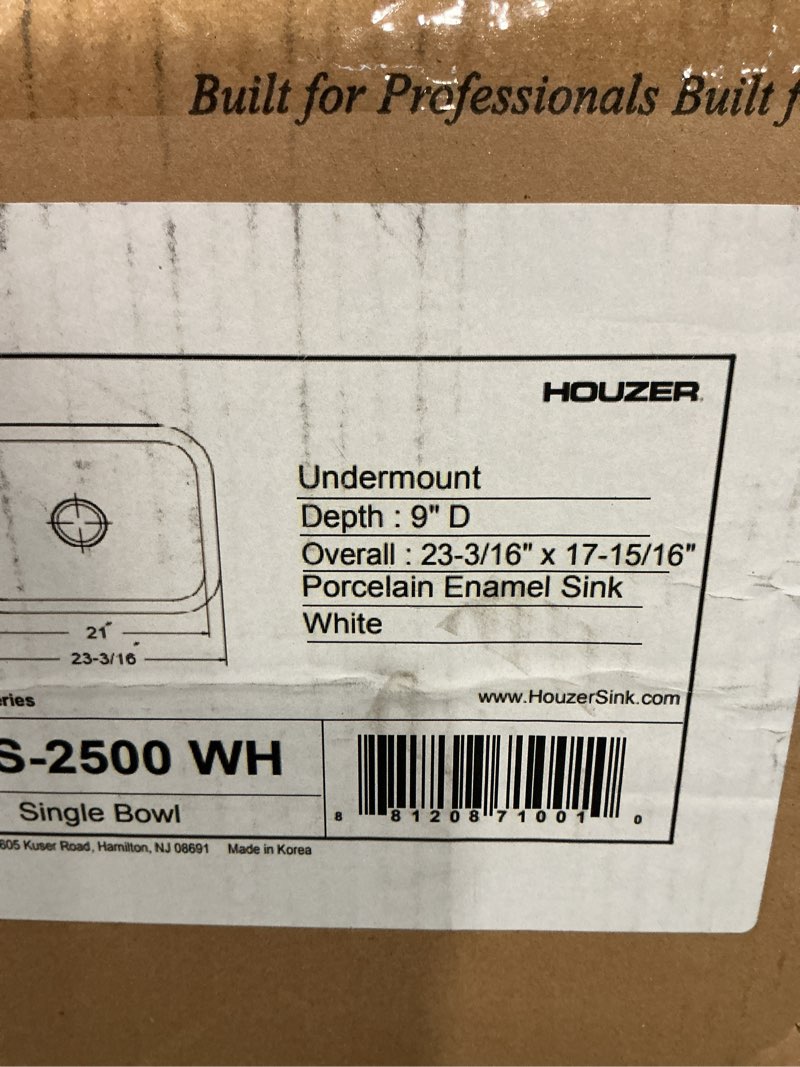 Built for Professionals Built f
HOUZER
Undermount
Depth : 9" D
Overall : 23-3/16" x 17-15/16"
Porcelain Enamel Sink
White
21"
23-3/16"
eries
www.HouzerSink.com
S-2500 WH
Single Bowl
8 81208 71001 0
605 Kuser Road, Hamilton, NJ 08691 Made in Korea